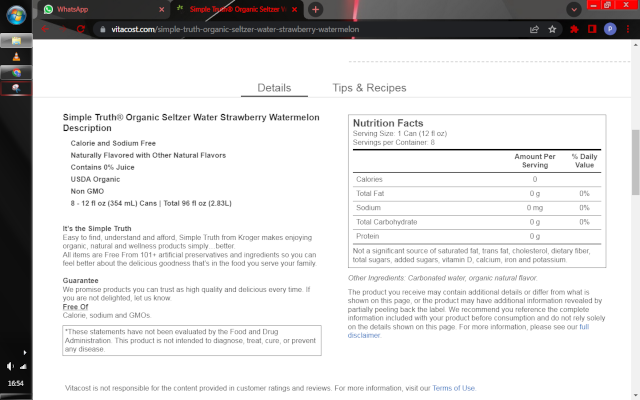 WhatsApp
Simple Truth® Organic Seltzer W
vitacost.com/simple-truth-organic-seltzer-water-strawberry-watermelon
Details
Tips & Recipes
Simple Truth® Organic Seltzer Water Strawberry Watermelon
Description
Calorie and Sodium Free
Naturally Flavored with Other Natural Flavors
Contains 0% Juice
USDA Organic
Non GMO
8 - 12 fl oz (354 mL) Cans | Total 96 fl oz (2.83L)
It's the Simple Truth
Easy to find, understand and afford, Simple Truth from Kroger makes enjoying
organic, natural and wellness products simply…better.
All items are Free From 101+ artificial preservatives and ingredients so you can
feel better about the delicious goodness that's in the food you serve your family.
Guarantee
We promise products you can trust as high quality and delicious every time. If
you are not delighted, let us know.
Free Of
Calorie, sodium and GMOs.
*These statements have not been evaluated by the Food and Drug
Administration. This product is not intended to diagnose, treat, cure, or prevent
any disease.
Nutrition Facts
Serving Size: 1 Can (12 fl oz)
Servings per Container: 8
Amount Per Serving % Daily Value
Calories 0
Total Fat 0 g 0%
Sodium 0 mg 0%
Total Carbohydrate 0 g 0%
Protein 0 g
Not a significant source of saturated fat, trans fat, cholesterol, dietary fiber,
total sugars, added sugars, vitamin D, calcium, iron and potassium.
Other Ingredients: Carbonated water, organic natural flavor.
The product you receive may contain additional details or differ from what is
shown on this page, or the product may have additional information revealed by
partially peeling back the label. We recommend you reference the complete
information included with your product before consumption and do not rely solely
on the details shown on this page. For more information, please see our full
disclaimer.
Vitacost is not responsible for the content provided in customer ratings and reviews. For more information, visit our Terms of Use.
16:54